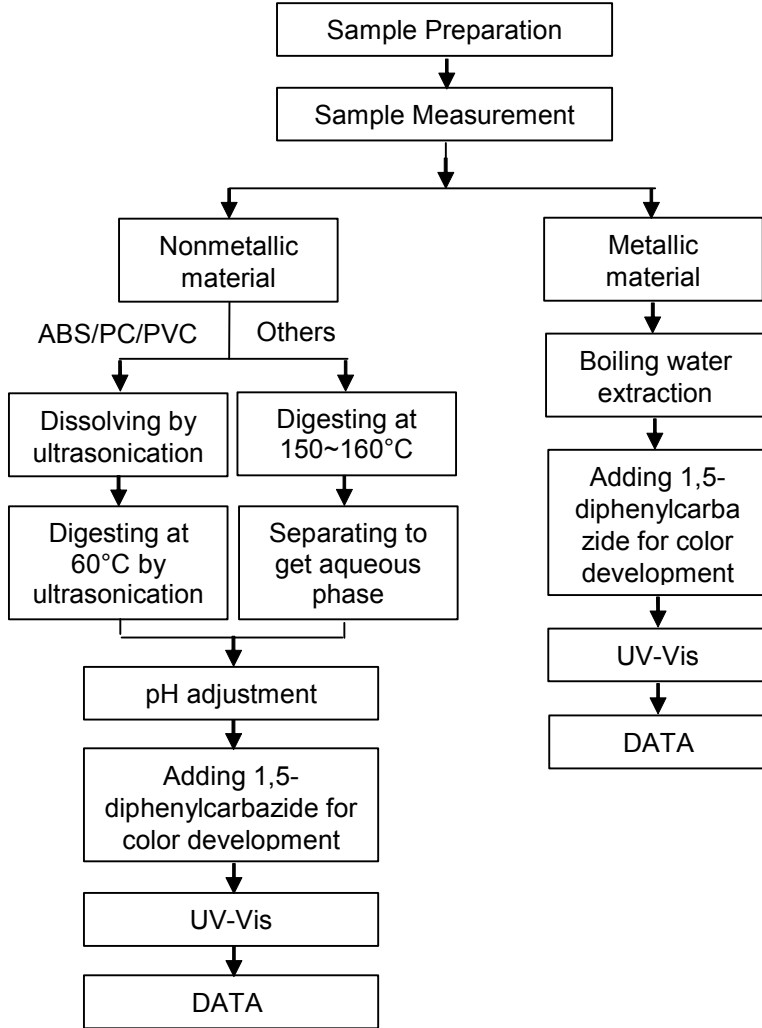 Sample Preparation
Sample Measurement
Nonmetallic
material
Metallic
material
ABS/PC/PVC
Others
Boiling water
extraction
Dissolving by
ultrasonication
Digesting at
150~160°C
Adding 1,5-
diphenylcarba
zide for color
development
Digesting at
60°C by
ultrasonication
Separating to
get aqueous
phase
UV-Vis
pH adjustment
DATA
Adding 1,5-
diphenylcarbazide for
color development
UV-Vis
DATA